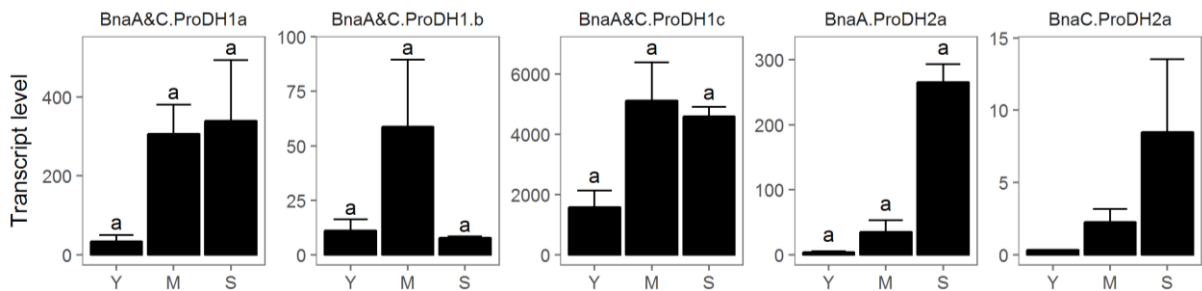 BnaA&C.ProDH1a
BnaA&C.ProDH1.b
BnaA&C.ProDH1c
BnaA.ProDH2a
BnaC.ProDH2a
Transcript level
400
200
0
a
a
a
Y M S
100
75
50
25
0
a
a
a
Y M S
6000
4000
2000
0
a
a
a
Y M S
300
200
100
0
a
a
a
Y M S
15
10
5
0
Y M S